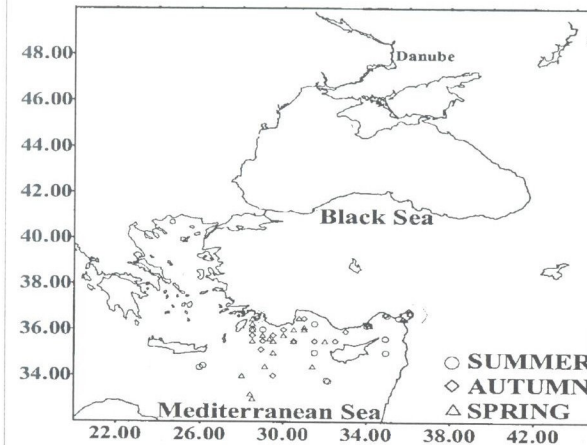 48.00
Danube
46.00
44.00
42.00
Black Sea
40.00
38.00
36.00
34.00
○ SUMMER
◇ AUTUMN
△ SPRING
Mediterranean Sea
22.00 26.00 30.00 34.00 38.00 42.00